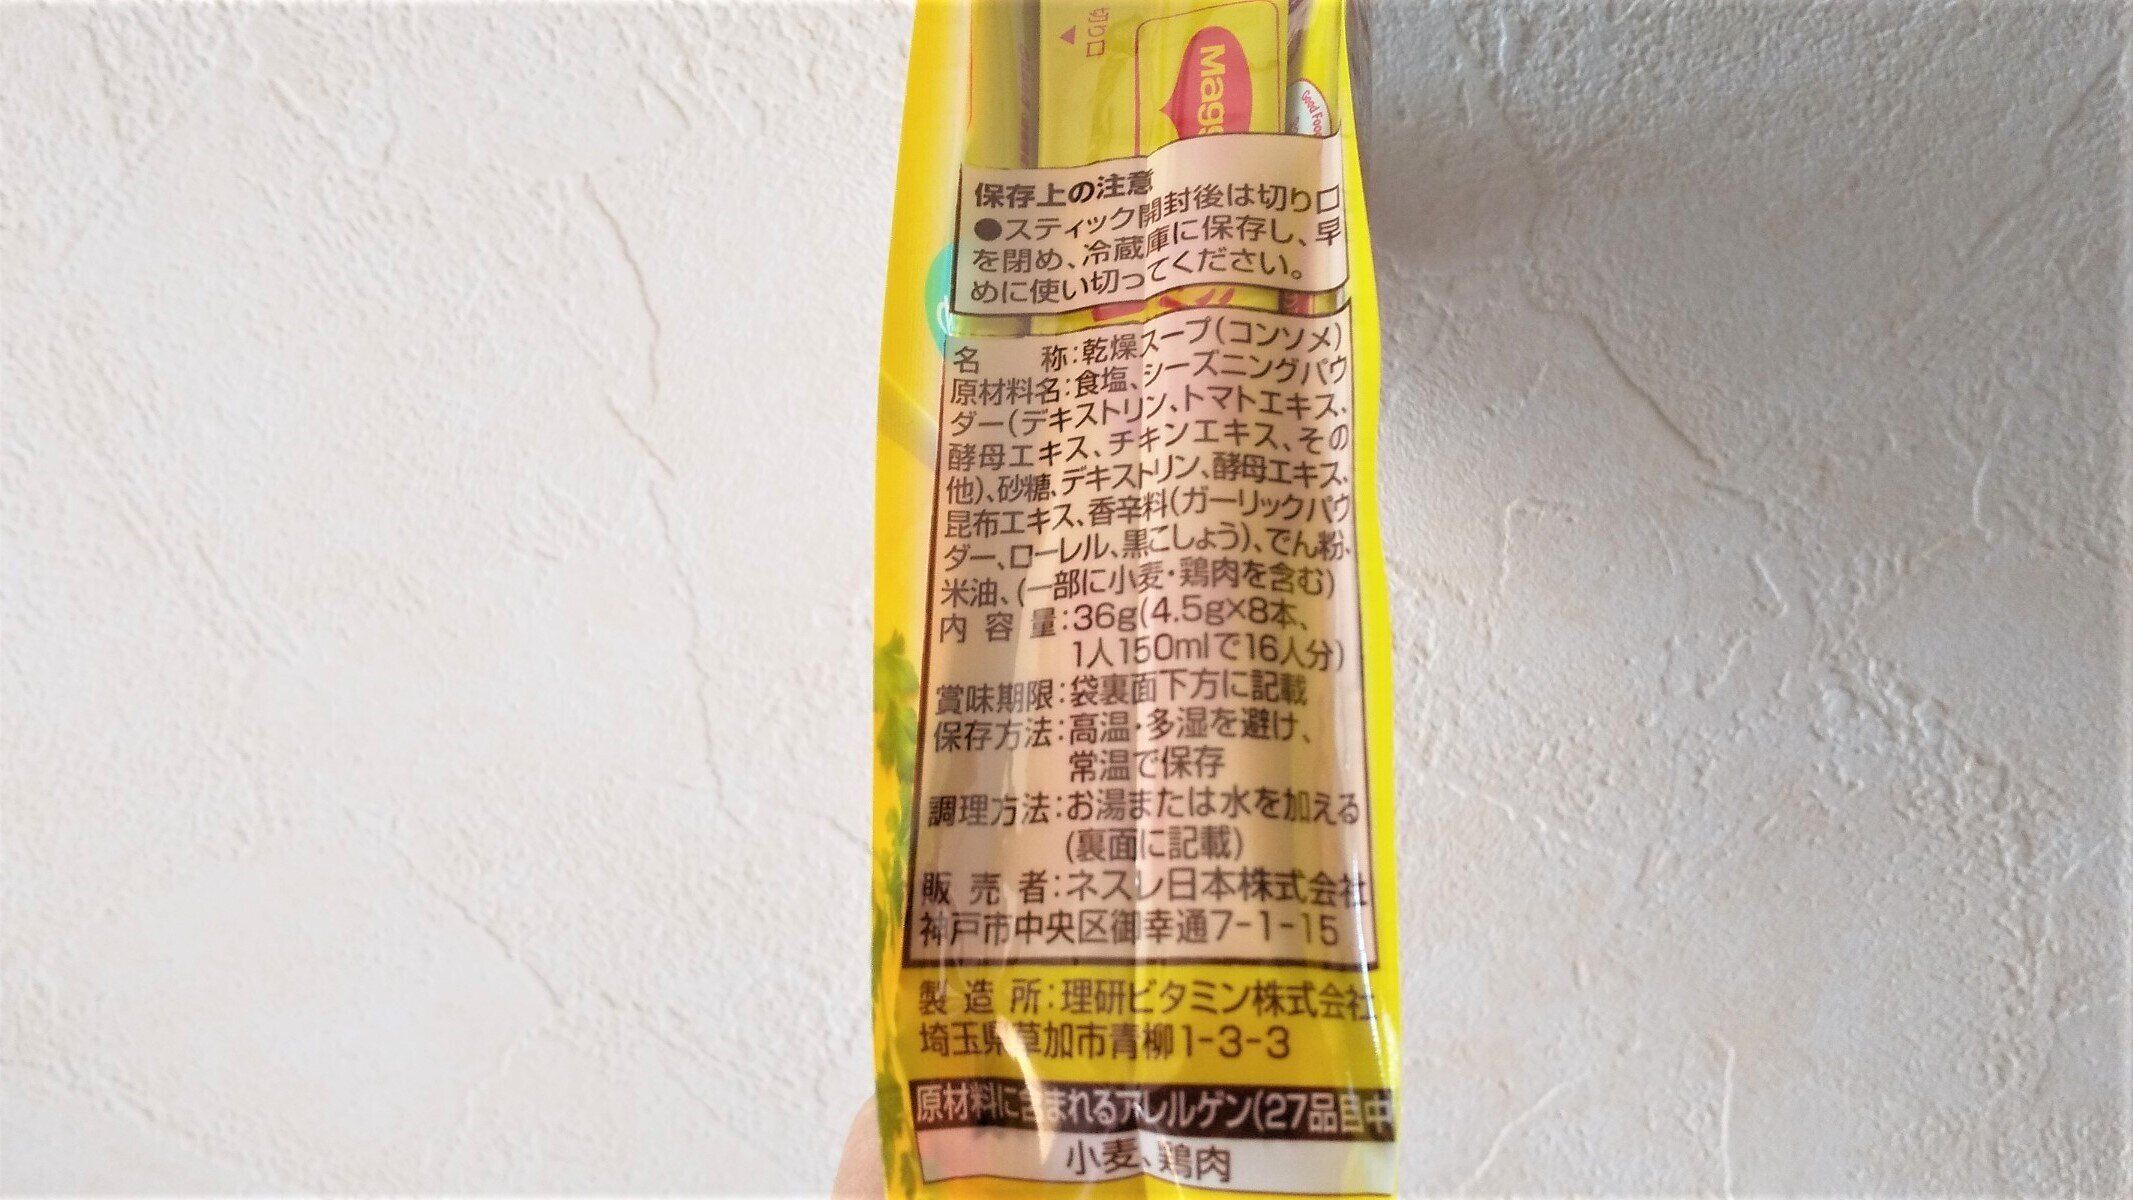 切り口
Magg
Good Foo
保存上の注意
●スティック開封後は切り口
を閉め、冷蔵庫に保存し、早
めに使い切ってください。
名 称:乾燥スープ(コンソメ)
原材料名:食塩、シーズニングパウ
ダー(デキストリン、トマトエキス、
酵母エキス、チキンエキス、その
他)、砂糖、デキストリン、酵母エキス、
昆布エキス、香辛料(ガーリックパウ
ダー、ローレル、黒こしょう)、でん粉、
米油、(一部に小麦・鶏肉を含む)
内 容 量:36g(4.5g×8本、
1人150mlで16人分)
賞味期限:袋裏面下方に記載
保存方法:高温・多湿を避け、
常温で保存
調理方法:お湯または水を加える
(裏面に記載)
販 売 者:ネスレ日本株式会社
神戸市中央区御幸通7-1-15
製 造 所:理研ビタミン株式会社
埼玉県草加市青柳1-3-3
原材料に含まれるアレルゲン(27品目中
小麦、鶏肉